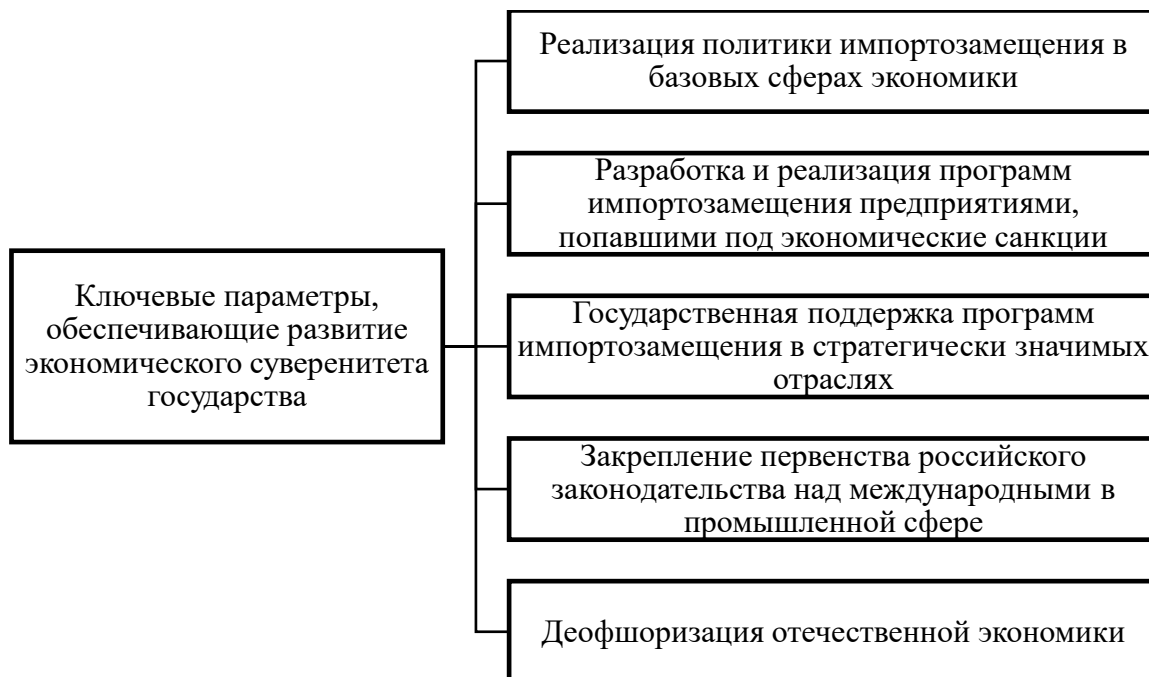 Ключевые параметры,
обеспечивающие развитие
экономического суверенитета
государства
Реализация политики импортозамещения в
базовых сферах экономики
Разработка и реализация программ
импортозамещения предприятиями,
попавшими под экономические санкции
Государственная поддержка программ
импортозамещения в стратегически значимых
отраслях
Закрепление первенства российского
законодательства над международными в
промышленной сфере
Деофшоризация отечественной экономики